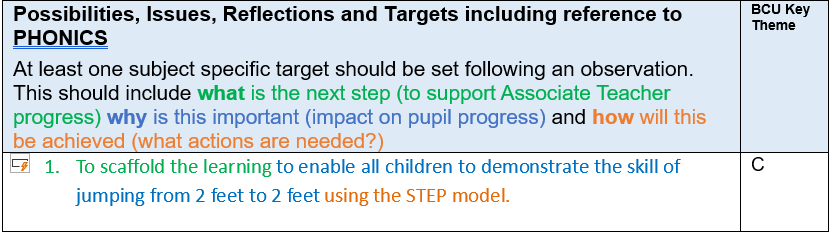 Possibilities, Issues, Reflections and Targets including reference to
PHONICS
At least one subject specific target should be set following an observation.
This should include what is the next step (to support Associate Teacher
progress) why is this important (impact on pupil progress) and how will this
be achieved (what actions are needed?)
BCU Key
Theme
1. To scaffold the learning to enable all children to demonstrate the skill of
jumping from 2 feet to 2 feet using the STEP model.
C